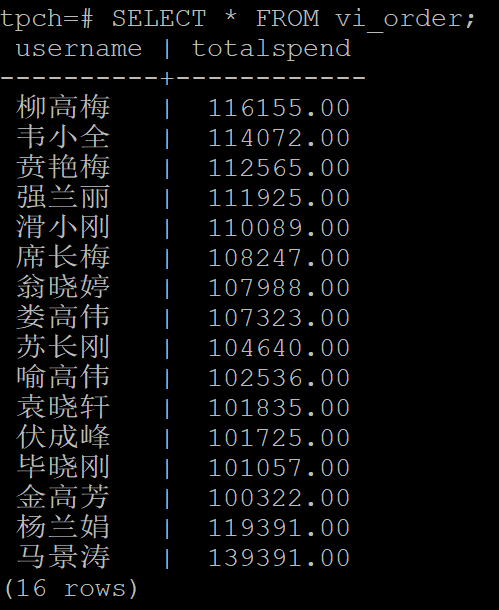 tpch=# SELECT * FROM vi_order;
 username | totalspend
----------+------------
 柳高梅   |  116155.00
 韦小全   |  114072.00
 贲艳梅   |  112565.00
 强兰丽   |  111925.00
 滑小刚   |  110089.00
 席长梅   |  108247.00
 翁晓婷   |  107988.00
 娄高伟   |  107323.00
 苏长刚   |  104640.00
 喻高伟   |  102536.00
 袁晓轩   |  101835.00
 伏成峰   |  101725.00
 毕晓刚   |  101057.00
 金高芳   |  100322.00
 杨兰娟   |  119391.00
 马景涛   |  139391.00
(16 rows)